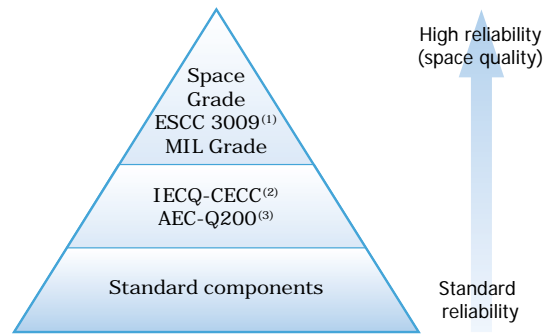 Space
Grade
ESCC 3009(1)
MIL Grade
IECQ-CECC(2)
AEC-Q200(3)
Standard components
High reliability
(space quality)
Standard
reliability